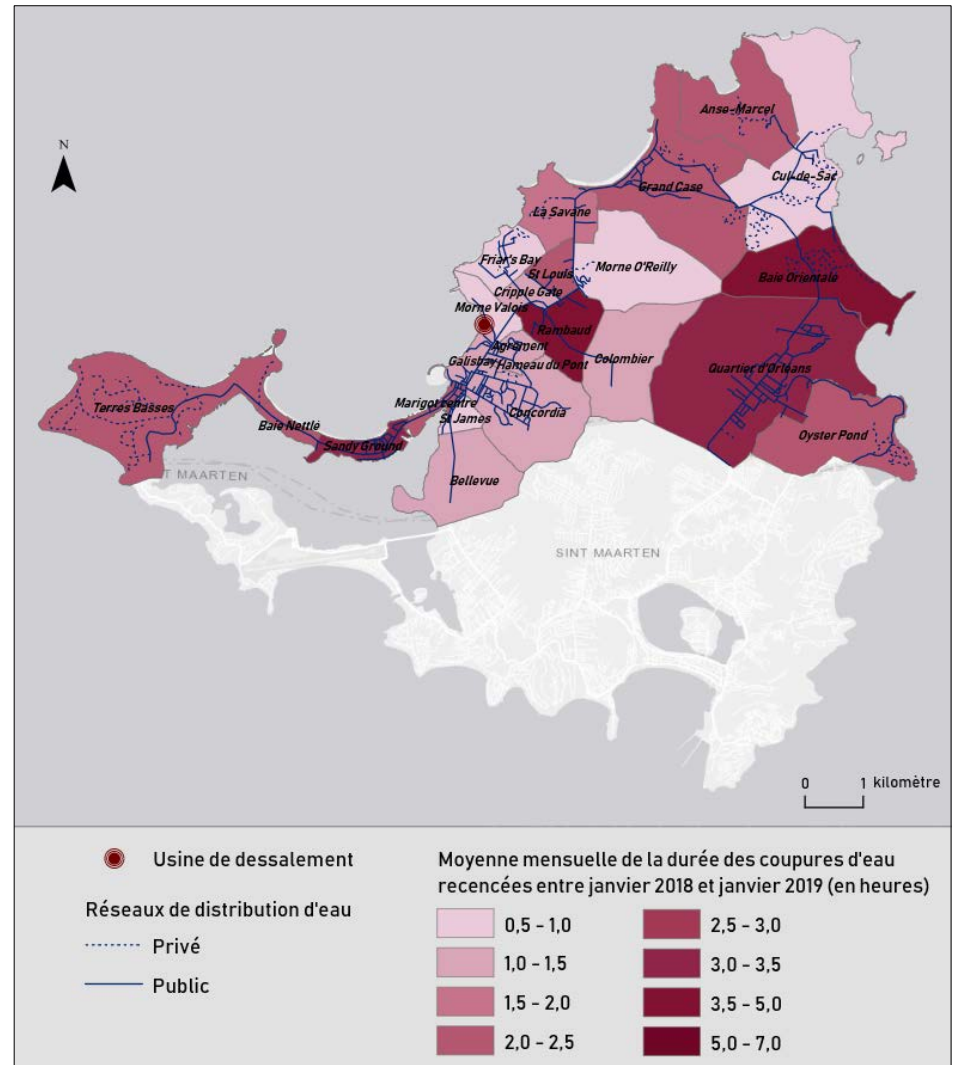 N
Anse-Marcel
Cul-de-Sac
Grand Case
La Savane
Friar's Bay
St Louis
Morne O'Reilly
Baie Orientale
Cripple Gate
Morne Valois
Rambaud
Agrément
Galisbay
Hameau du Pont
Colombier
Quartier d'Orléans
Terres Basses
Marigot centre
Concordia
Baie Nettlé
St James
Oyster Pond
Sandy Ground
Bellevue
T MAARTEN
SINT MAARTEN
0 1 kilomètre
Usine de dessalement
Réseaux de distribution d'eau
Privé
Public
Moyenne mensuelle de la durée des coupures d'eau
recencées entre janvier 2018 et janvier 2019 (en heures)
0,5 - 1,0
1,0 - 1,5
1,5 - 2,0
2,0 - 2,5
2,5 - 3,0
3,0 - 3,5
3,5 - 5,0
5,0 - 7,0